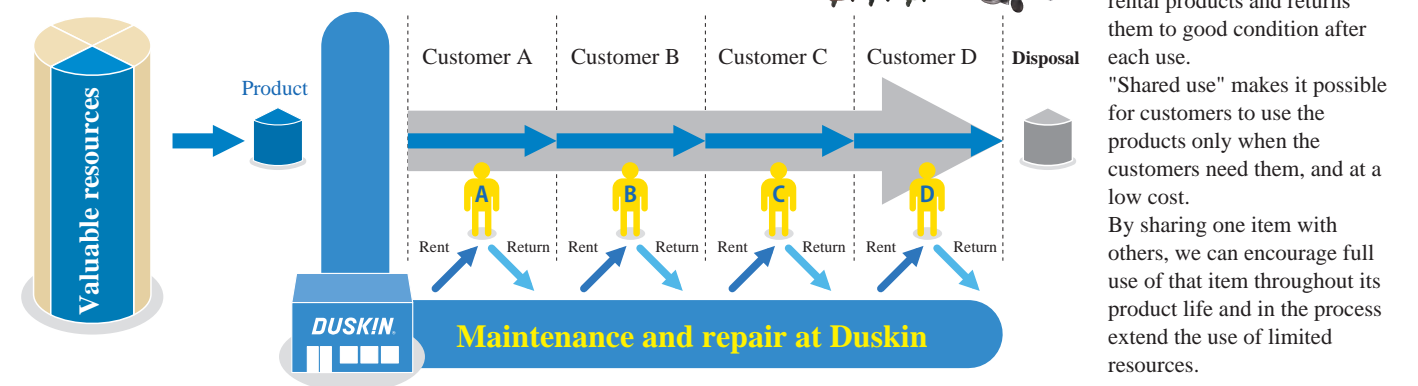 Valuable resources
Product
Customer A
Customer B
Customer C
Customer D
Disposal
A
B
C
D
Rent
Return
Rent
Return
Rent
Return
Rent
Return
DUSK!N.
Maintenance and repair at Duskin
rental products and returns
them to good condition after
each use.
"Shared use" makes it possible
for customers to use the
products only when the
customers need them, and at a
low cost.
By sharing one item with
others, we can encourage full
use of that item throughout its
product life and in the process
extend the use of limited
resources.